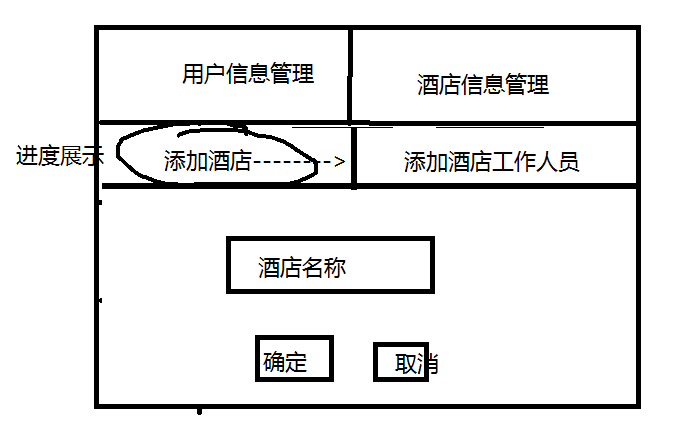 用户信息管理
酒店信息管理
进度展示
添加酒店-------->
添加酒店工作人员
酒店名称
确定
取消